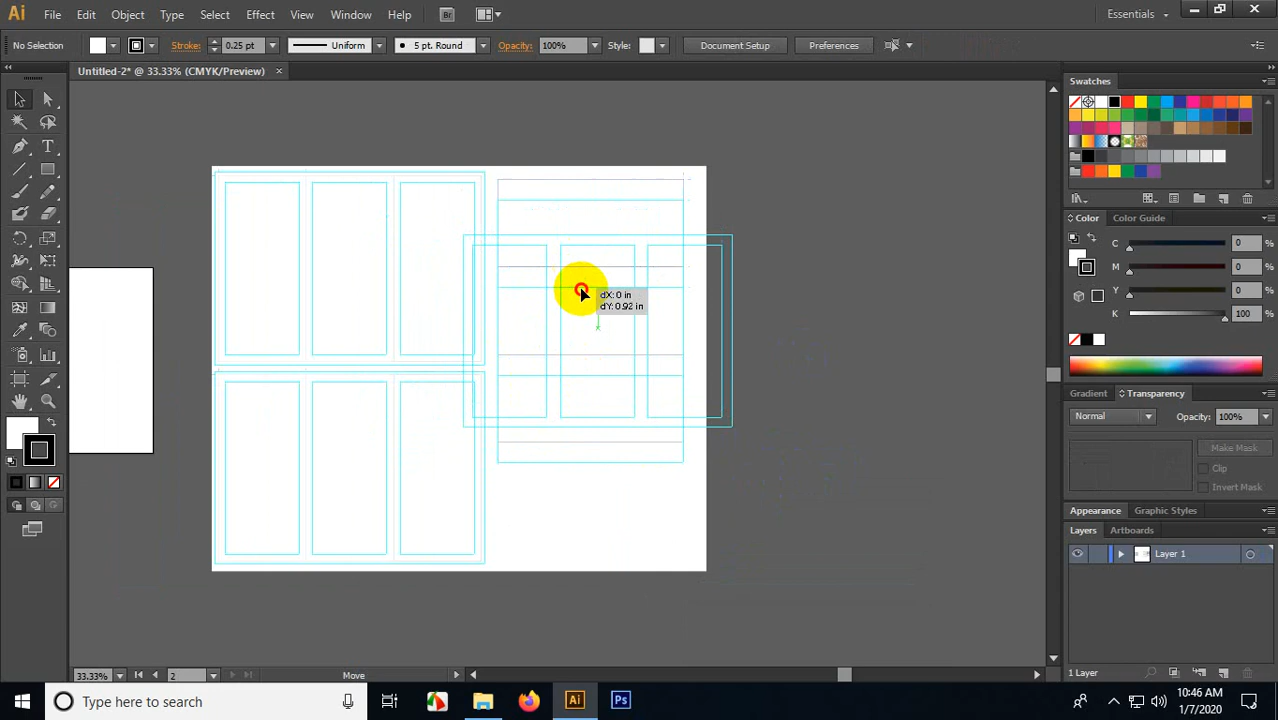 Ai File Edit Object Type Select Effect View Window Help Br Essentials
No Selection Stroke: 0.25 pt Uniform 5 pt. Round Opacity: 100% Style: Document Setup Preferences
Untitled-2* @ 33.33% (CMYK/Preview)
Swatches
Color Color Guide
C 0 %
M 0 %
Y 0 %
K 100 %
dX: 0 in
dY: 0.92 in
Gradient Transparency
Normal Opacity: 100%
Make Mask
Clip
Invert Mask
Appearance Graphic Styles
Layers Artboards
Layer 1
1 Layer
33.33% 2 Move
Type here to search Ai Ps 10:46 AM
1/7/2020